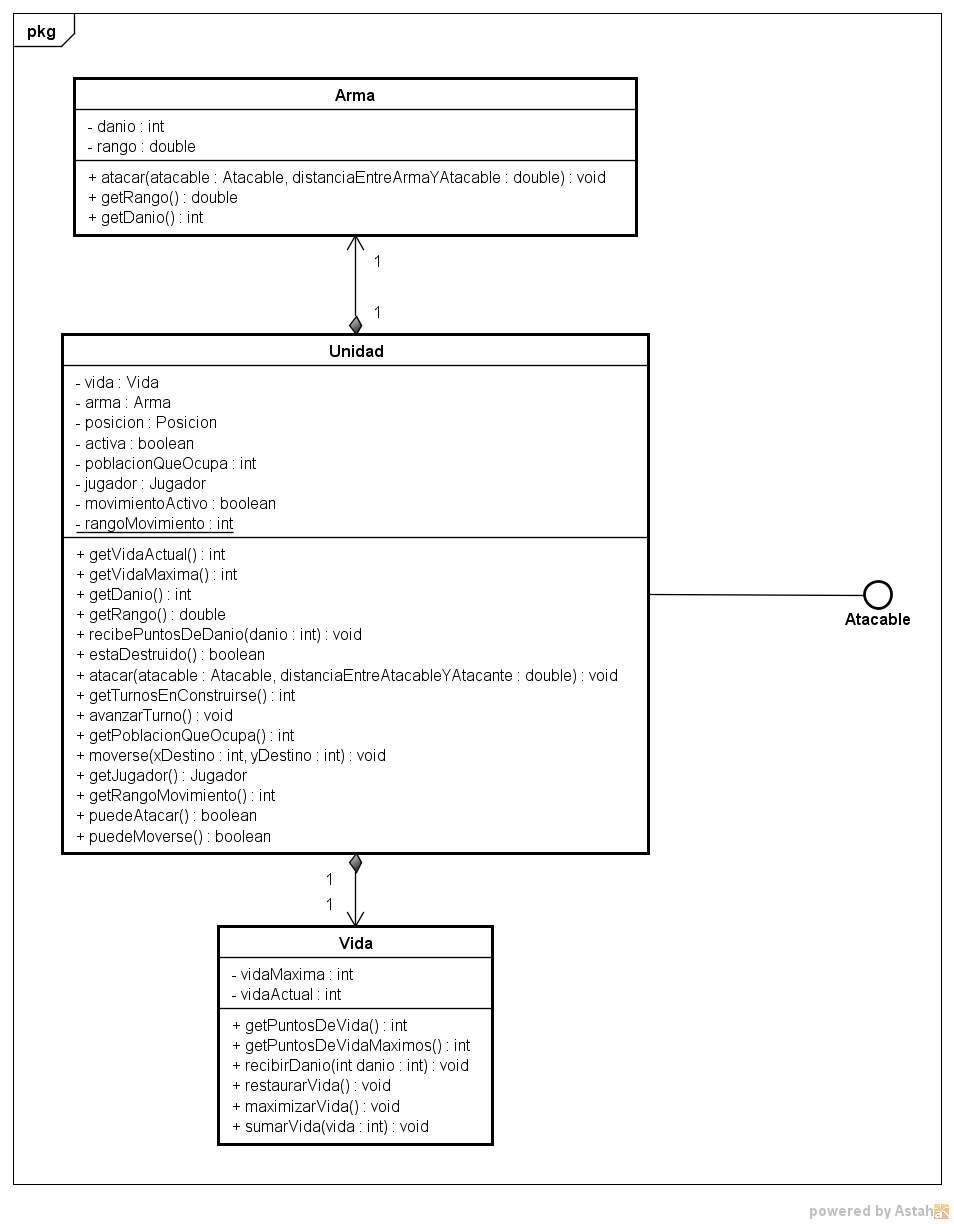 pkg
Arma
- danio : int
- rango : double
+ atacar(atacable : Atacable, distanciaEntreArmaYAtacable : double) : void
+ getRango() : double
+ getDanio() : int
1
1
Unidad
- vida : Vida
- arma : Arma
- posicion : Posicion
- activa : boolean
- poblacionQueOcupa : int
- jugador : Jugador
- movimientoActivo : boolean
- rangoMovimiento : int
+ getVidaActual() : int
+ getVidaMaxima() : int
+ getDanio() : int
+ getRango() : double
+ recibePuntosDeDanio(danio : int) : void
+ estaDestruido() : boolean
+ atacar(atacable : Atacable, distanciaEntreAtacableYAtacante : double) : void
+ getTurnosEnConstruirse() : int
+ avanzarTurno() : void
+ getPoblacionQueOcupa() : int
+ moverse(xDestino : int, yDestino : int) : void
+ getJugador() : Jugador
+ getRangoMovimiento() : int
+ puedeAtacar() : boolean
+ puedeMoverse() : boolean
Atacable
1
1
Vida
- vidaMaxima : int
- vidaActual : int
+ getPuntosDeVida() : int
+ getPuntosDeVidaMaximos() : int
+ recibirDanio(int danio : int) : void
+ restaurarVida() : void
+ maximizarVida() : void
+ sumarVida(vida : int) : void
powered by Astah